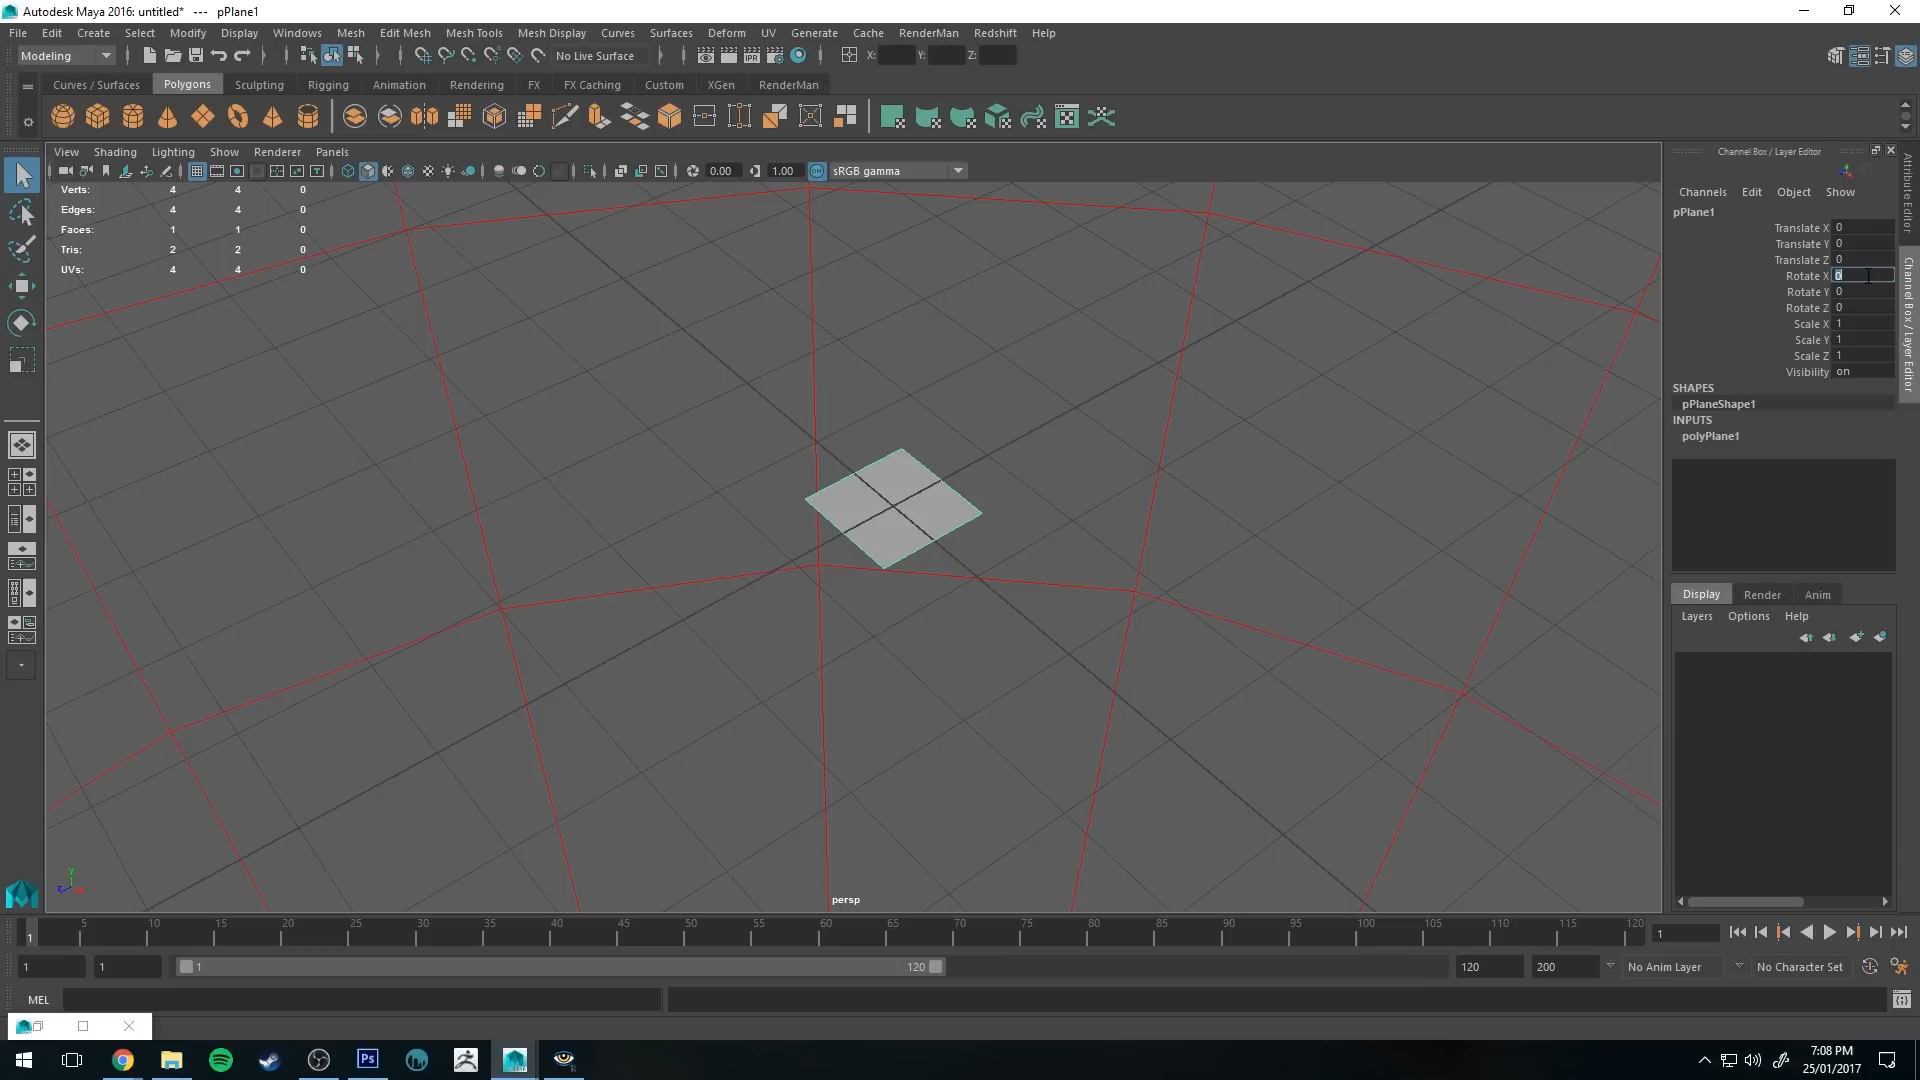 Autodesk Maya 2016: untitled* --- pPlane1
File Edit Create Select Modify Display Windows Mesh Edit Mesh Mesh Tools Mesh Display Curves Surfaces Deform UV Generate Cache RenderMan Redshift Help
Modeling No Live Surface X: Y: Z:
Curves / Surfaces Polygons Sculpting Rigging Animation Rendering FX FX Caching Custom XGen RenderMan
View Shading Lighting Show Renderer Panels
0.00 1.00 ON sRGB gamma
Verts: 4 4 0
Edges: 4 4 0
Faces: 1 1 0
Tris: 2 2 0
UVs: 4 4 0
persp
y
z
Channel Box / Layer Editor
Channels Edit Object Show
pPlane1
Translate X 0
Translate Y 0
Translate Z 0
Rotate X 0
Rotate Y 0
Rotate Z 0
Scale X 1
Scale Y 1
Scale Z 1
Visibility on
SHAPES
pPlaneShape1
INPUTS
polyPlane1
Display Render Anim
Layers Options Help
Attribute Editor
Channel Box / Layer Editor
1 5 10 15 20 25 30 35 40 45 50 55 60 65 70 75 80 85 90 95 100 105 110 115 120 1
1 1 1 120 120 200 No Anim Layer No Character Set
MEL
Ps
7:08 PM
25/01/2017